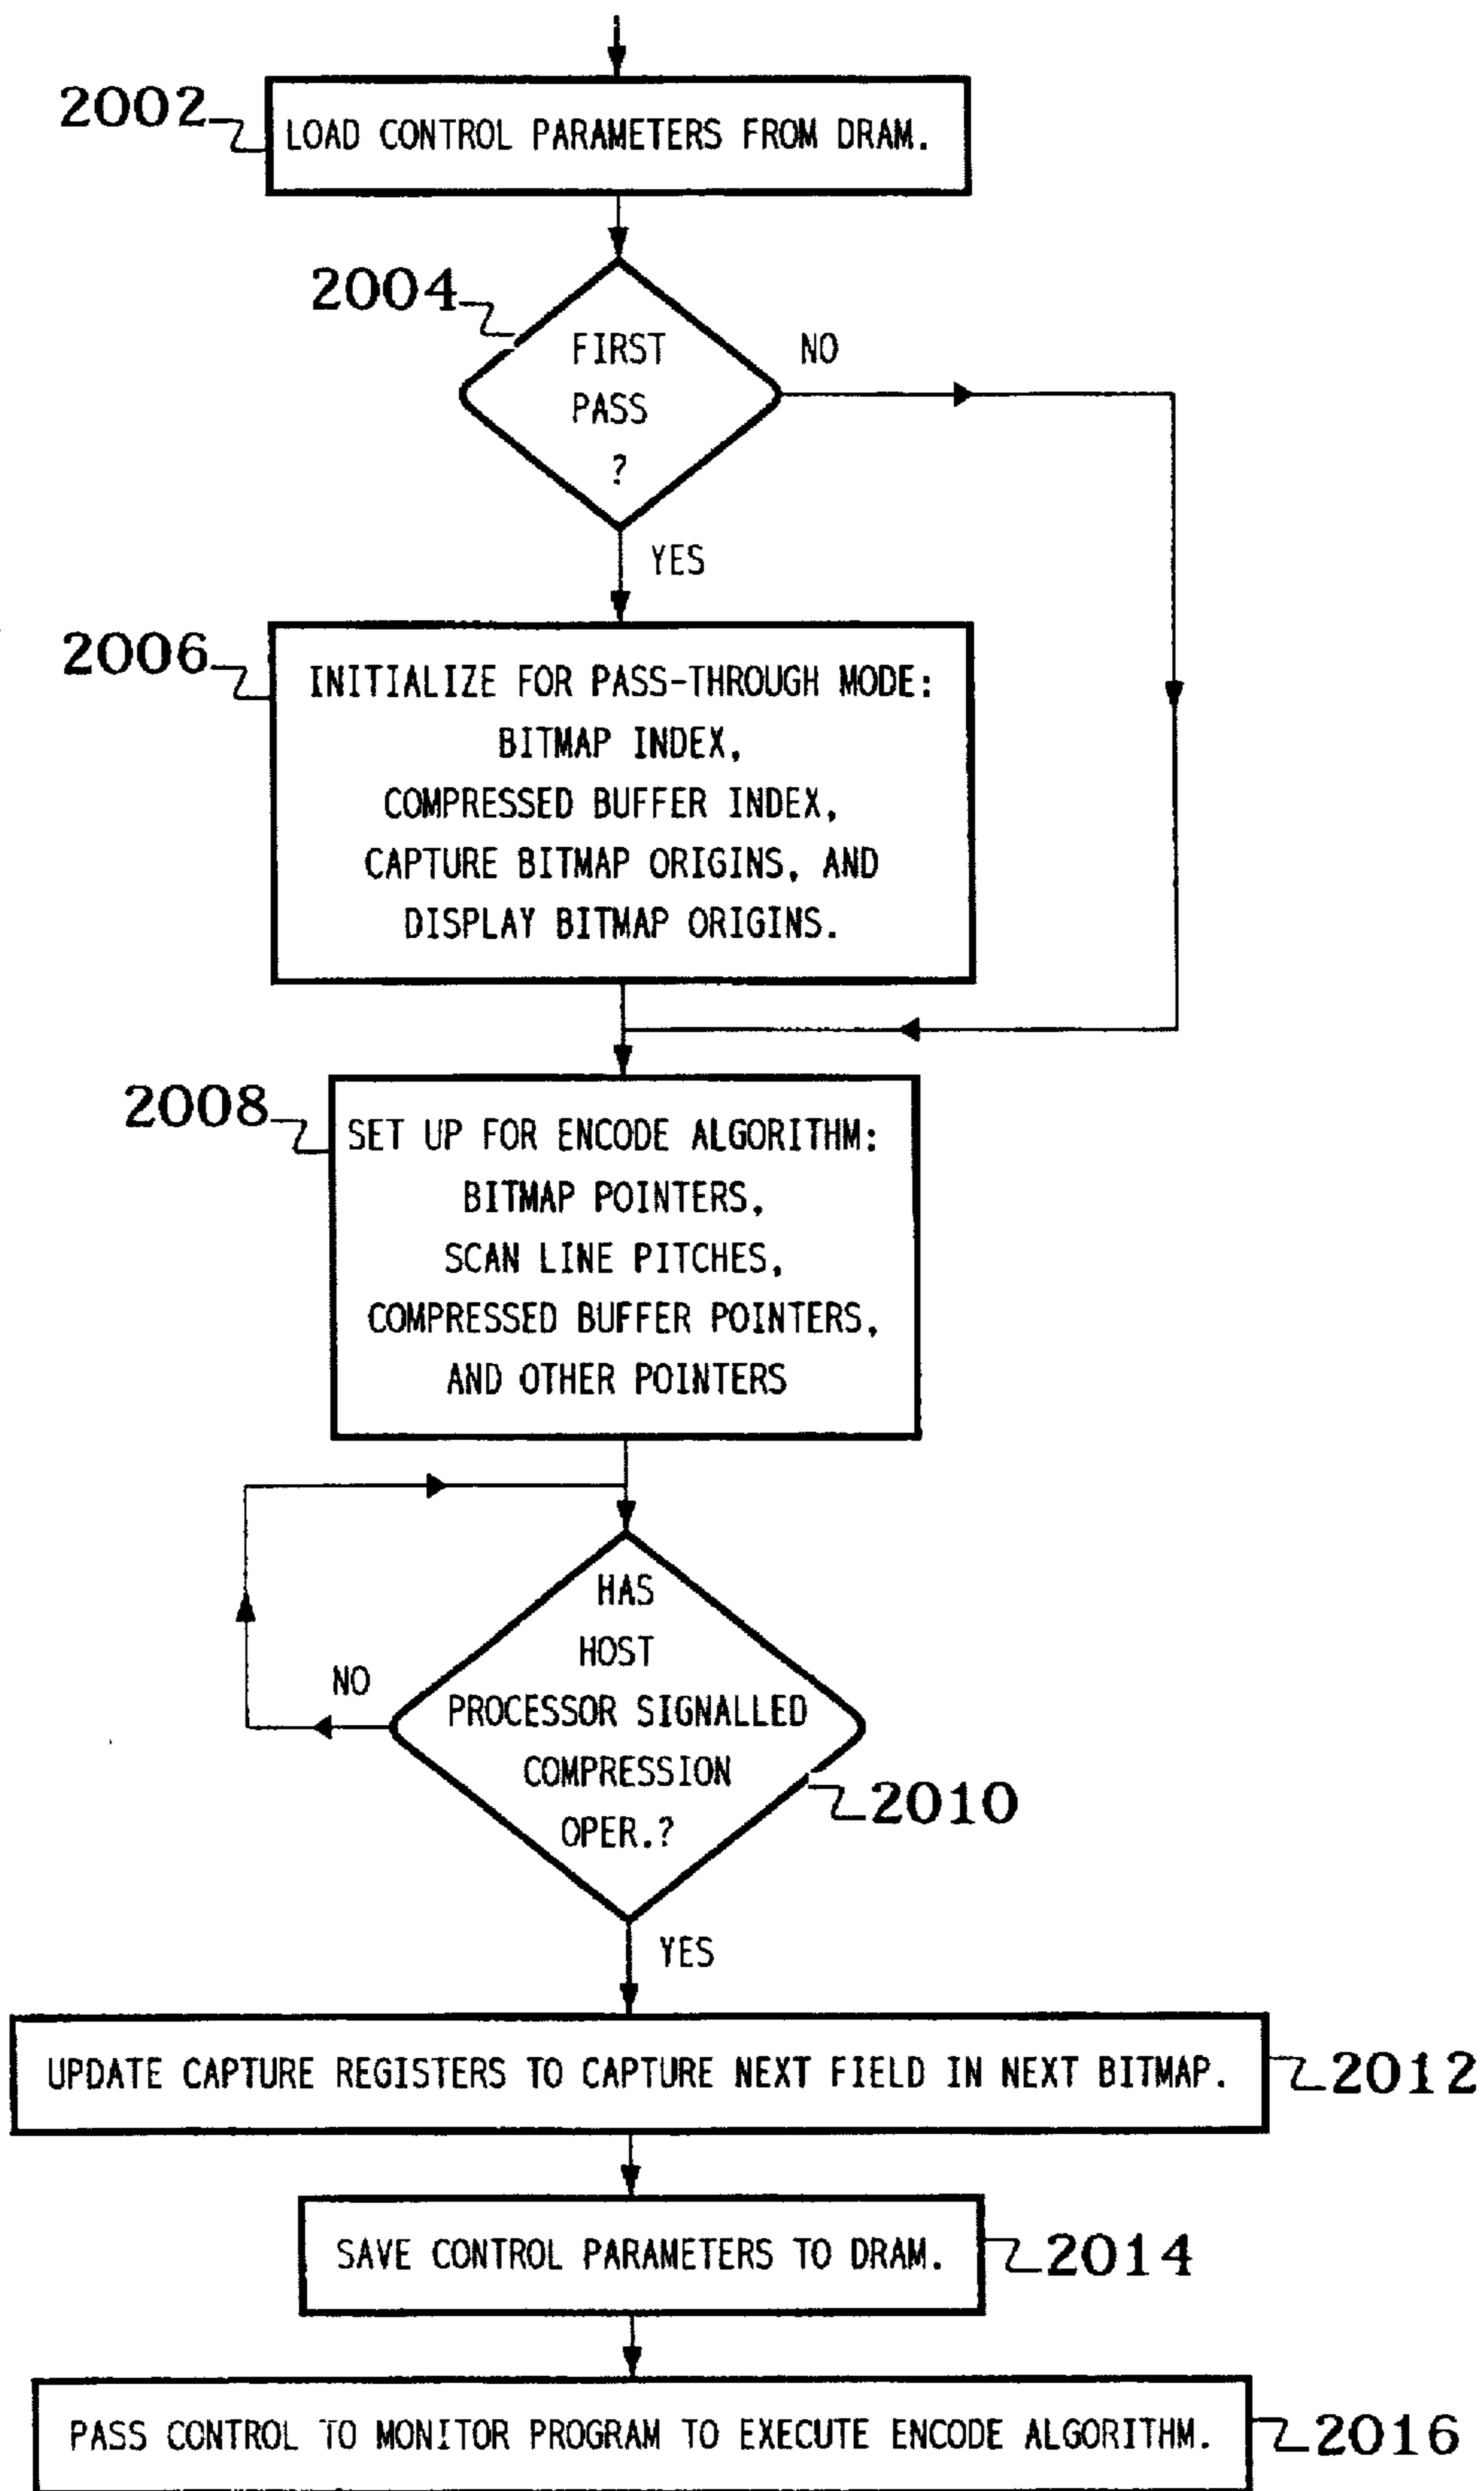 2002
LOAD CONTROL PARAMETERS FROM DRAM.
2004
FIRST
PASS
?
NO
YES
2006
INITIALIZE FOR PASS-THROUGH MODE:
BITMAP INDEX,
COMPRESSED BUFFER INDEX,
CAPTURE BITMAP ORIGINS, AND
DISPLAY BITMAP ORIGINS.
2008
SET UP FOR ENCODE ALGORITHM:
BITMAP POINTERS,
SCAN LINE PITCHES,
COMPRESSED BUFFER POINTERS,
AND OTHER POINTERS
HAS
HOST
PROCESSOR SIGNALLED
COMPRESSION
OPER.?
NO
2010
YES
UPDATE CAPTURE REGISTERS TO CAPTURE NEXT FIELD IN NEXT BITMAP.
2012
SAVE CONTROL PARAMETERS TO DRAM.
2014
PASS CONTROL TO MONITOR PROGRAM TO EXECUTE ENCODE ALGORITHM.
2016